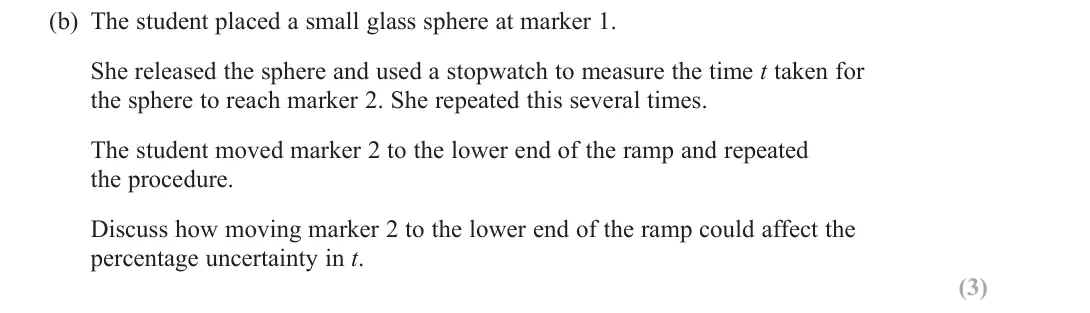 (b) The student placed a small glass sphere at marker 1.
She released the sphere and used a stopwatch to measure the time t taken for
the sphere to reach marker 2. She repeated this several times.
The student moved marker 2 to the lower end of the ramp and repeated
the procedure.
Discuss how moving marker 2 to the lower end of the ramp could affect the
percentage uncertainty in t.
(3)